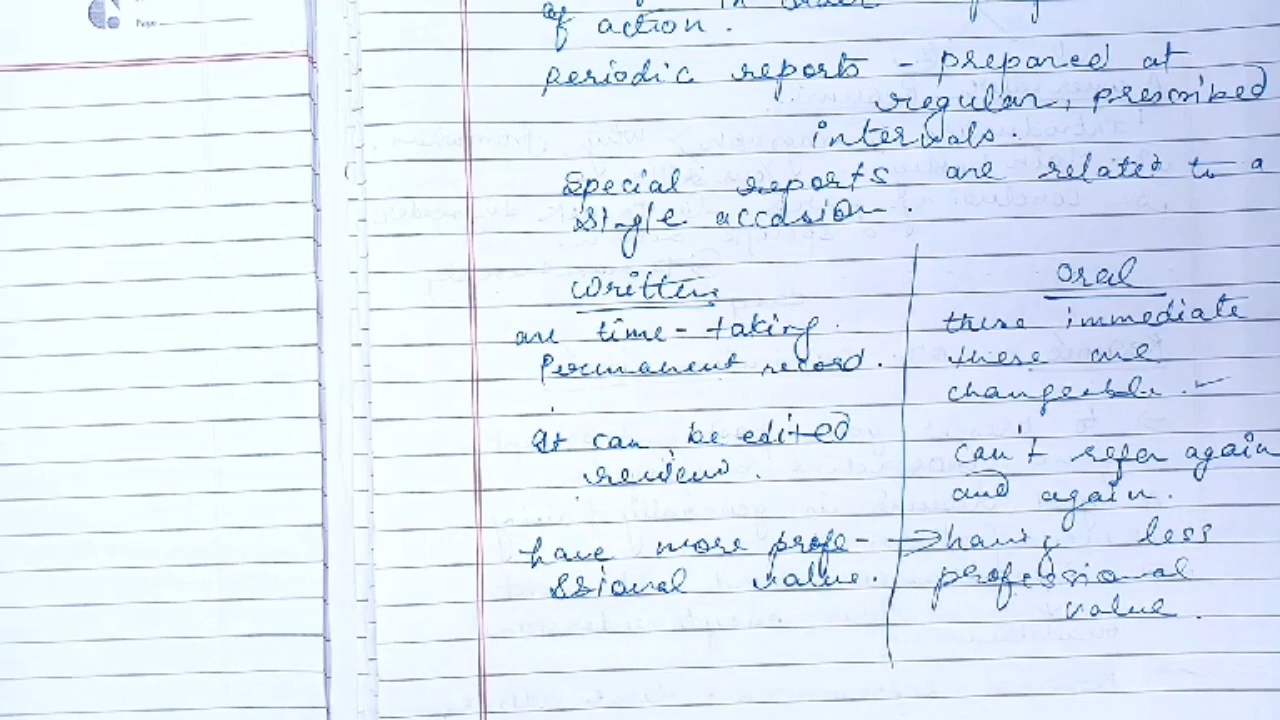 Page
of action.
periodic reports - prepared at
regular, prescribed
intervals.
special reports are related to a
single accasion.
written
are time-taking.
Permanent record.
It can be edited
review.
have more profe-
ssional value.
oral
these immediate
these are
changeable.
can't refer again
and again.
having less
professional
value.